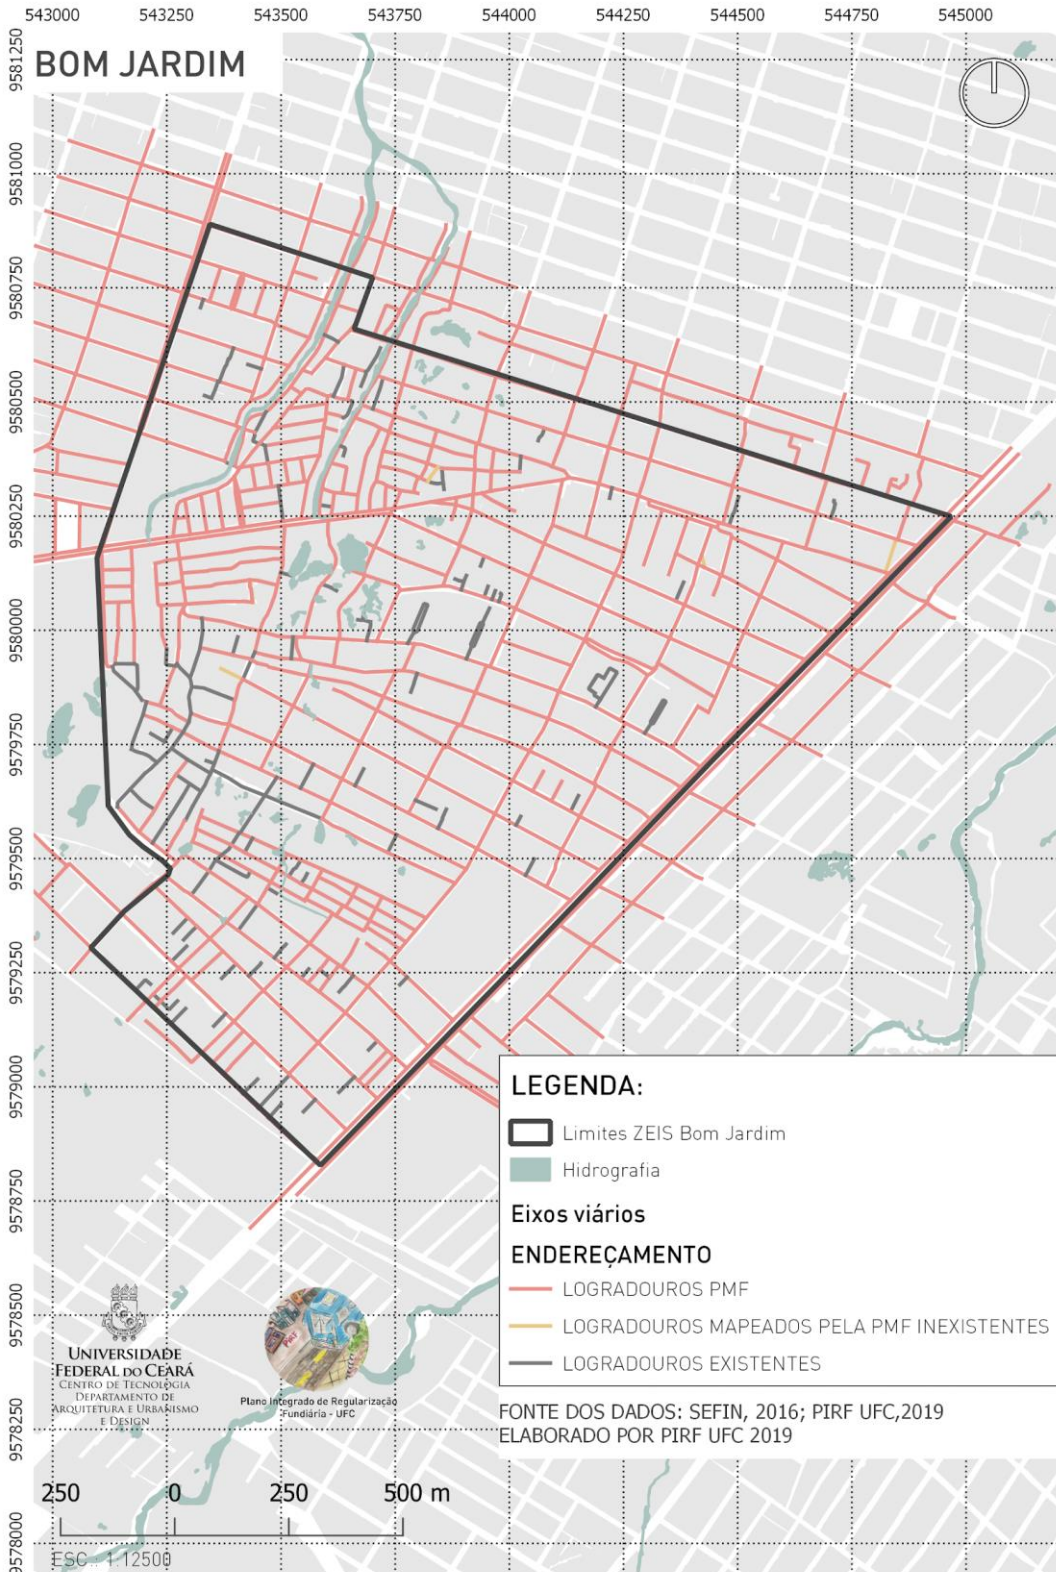 543000 543250 543500 543750 544000 544250 544500 544750 545000
BOM JARDIM
9581250
9581000
9580750
9580500
9580250
9580000
9579750
9579500
9579250
9579000
9578750
9578500
9578250
9578000
LEGENDA:
Limites ZEIS Bom Jardim
Hidrografia
Eixos viários
ENDEREÇAMENTO
LOGRADOUROS PMF
LOGRADOUROS MAPEADOS PELA PMF INEXISTENTES
LOGRADOUROS EXISTENTES
FONTE DOS DADOS: SEFIN, 2016; PIRF UFC,2019
ELABORADO POR PIRF UFC 2019
UNIVERSIDADE
FEDERAL DO CEARÁ
CENTRO DE TECNOLOGIA
DEPARTAMENTO DE
ARQUITETURA E URBANISMO
E DESIGN
Plano Integrado de Regularização
Fundiária - UFC
250 0 250 500 m
ESC.: 1:12500